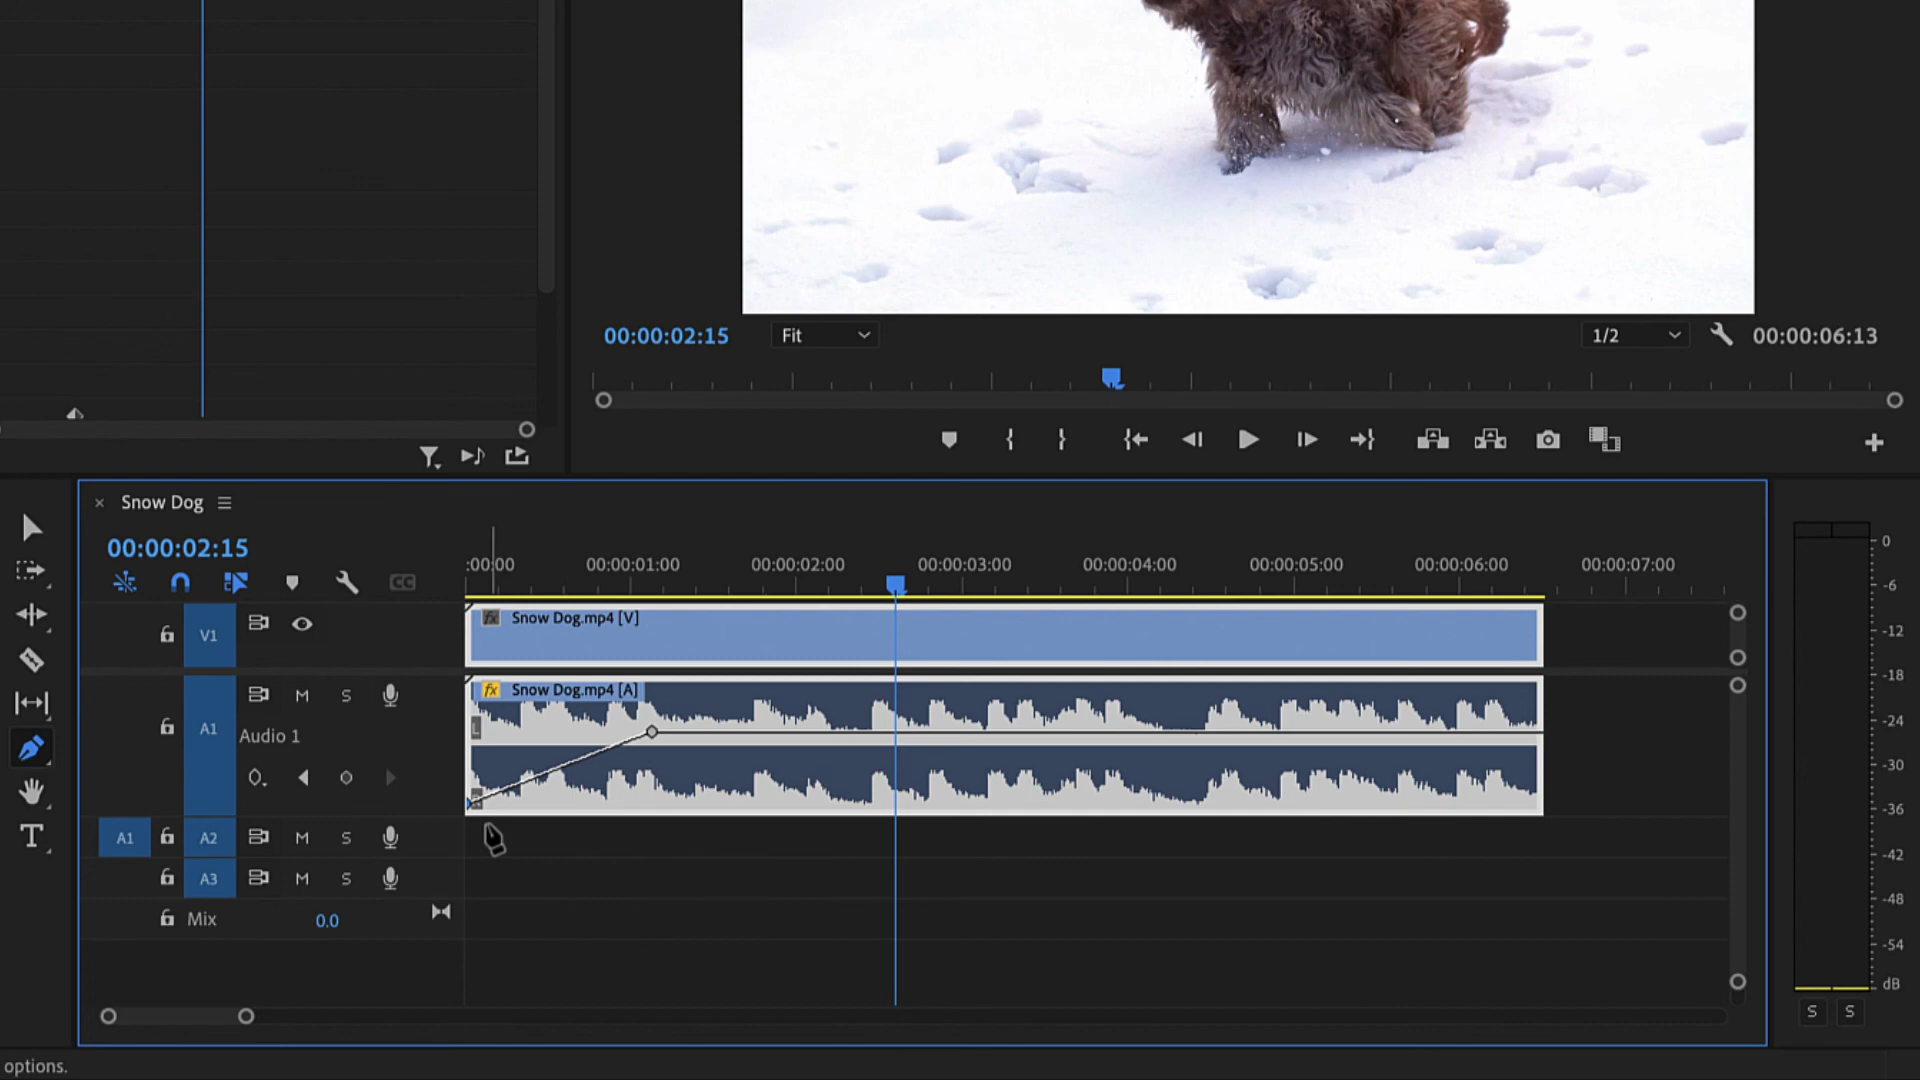 00:00:02:15 Fit 1/2 00:00:06:13
Snow Dog
00:00:02:15
:00:00 00:00:01:00 00:00:02:00 00:00:03:00 00:00:04:00 00:00:05:00 00:00:06:00 00:00:07:00
CC
V1 fx Snow Dog.mp4 [V]
A1 M S fx Snow Dog.mp4 [A]
L
Audio 1
A1 A2 M S
A3 M S
Mix 0.0
T
0
-6
-12
-18
-24
-30
-36
-42
-48
-54
dB
S S
options.